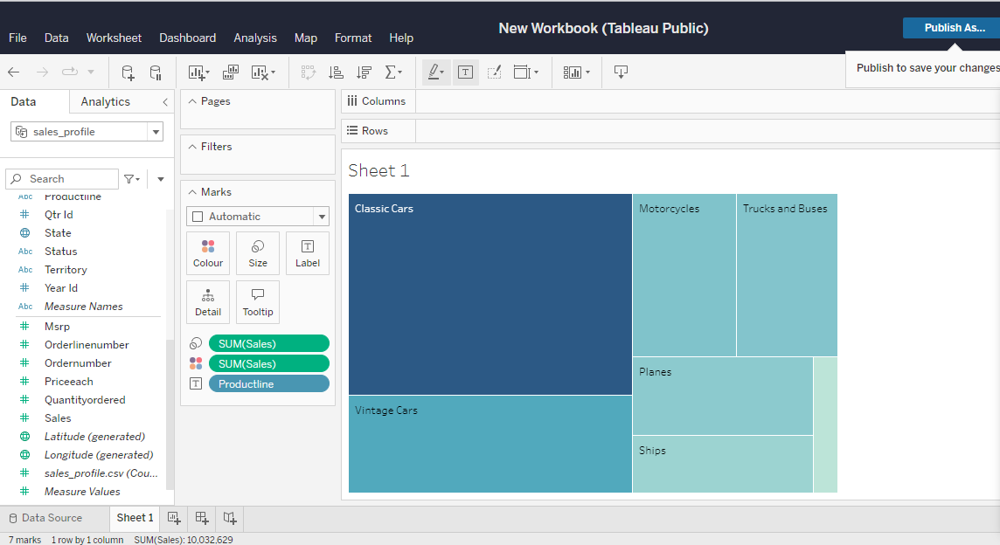 New Workbook (Tableau Public)
Publish As...
File Data Worksheet Dashboard Analysis Map Format Help
Publish to save your changes
Data Analytics
sales_profile
Search
Productline
Abc
Qtr Id
State
Abc Status
Abc Territory
Year Id
Abc Measure Names
Msrp
Orderlinenumber
Ordernumber
Priceeach
Quantityordered
Sales
Latitude (generated)
Longitude (generated)
sales_profile.csv (Cou...
Measure Values
Pages
Filters
Marks
Automatic
Colour Size Label
Detail Tooltip
SUM(Sales)
SUM(Sales)
Productline
Columns
Rows
Sheet 1
Classic Cars
Motorcycles
Trucks and Buses
Vintage Cars
Planes
Ships
Data Source Sheet 1
7 marks 1 row by 1 column SUM(Sales): 10,032,629